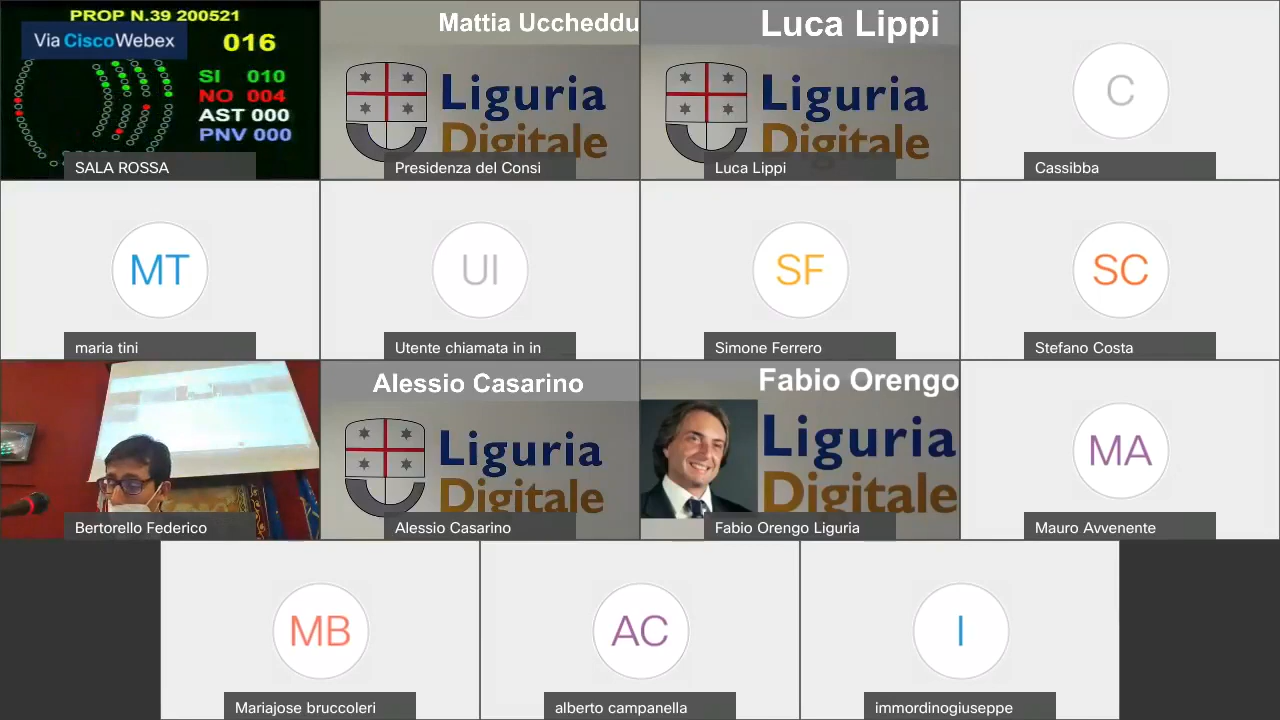 PROP N.39 200521
Via CiscoWebex
016
SI 010
NO 004
AST 000
PNV 000
SALA ROSSA
Mattia Uccheddu
Liguria
Digitale
Presidenza del Consi
Luca Lippi
Liguria
Digitale
Luca Lippi
C
Cassibba
MT
maria tini
UI
Utente chiamata in in
SF
Simone Ferrero
SC
Stefano Costa
Bertorello Federico
Alessio Casarino
Liguria
Digitale
Alessio Casarino
Fabio Orengo
Liguria
Digitale
Fabio Orengo Liguria
MA
Mauro Avvenente
MB
Mariajose bruccoleri
AC
alberto campanella
I
immordinogiuseppe